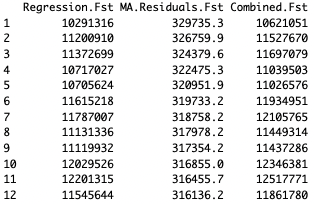 Regression.Fst MA.Residuals.Fst Combined.Fst
1 10291316 329735.3 10621051
2 11200910 326759.9 11527670
3 11372699 324379.6 11697079
4 10717027 322475.3 11039503
5 10705624 320951.9 11026576
6 11615218 319733.2 11934951
7 11787007 318758.2 12105765
8 11131336 317978.2 11449314
9 11119932 317354.2 11437286
10 12029526 316855.0 12346381
11 12201315 316455.7 12517771
12 11545644 316136.2 11861780